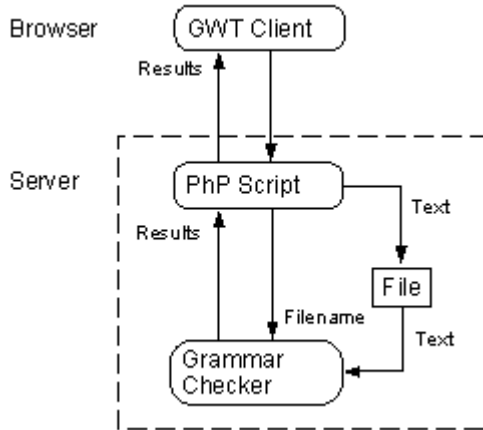 Browser
GWT Client
Results
Server
PhP Script
Results
Text
File
Filename
Text
Grammar
Checker